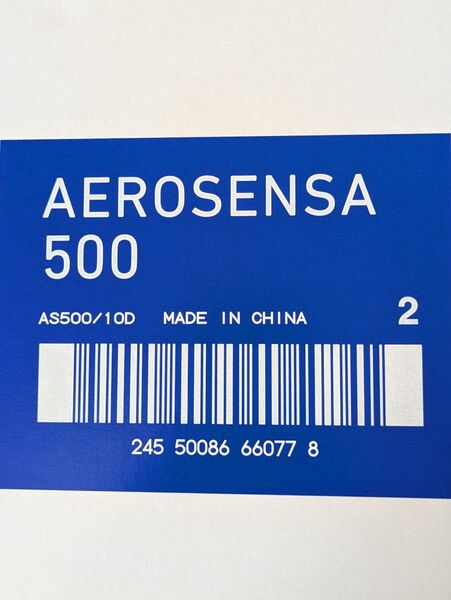 AEROSENSA
500
AS500/10D MADE IN CHINA 2
245 50086 66077 8